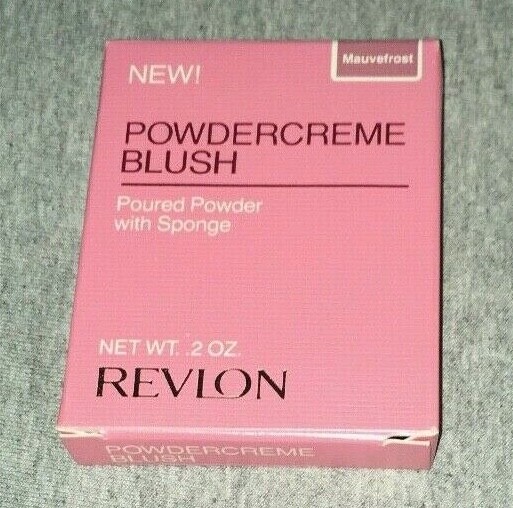 NEW!
Mauvefrost
POWDERCREME
BLUSH
Poured Powder
with Sponge
NET WT. .2 OZ.
REVLON
POWDERCREME
BLUSH